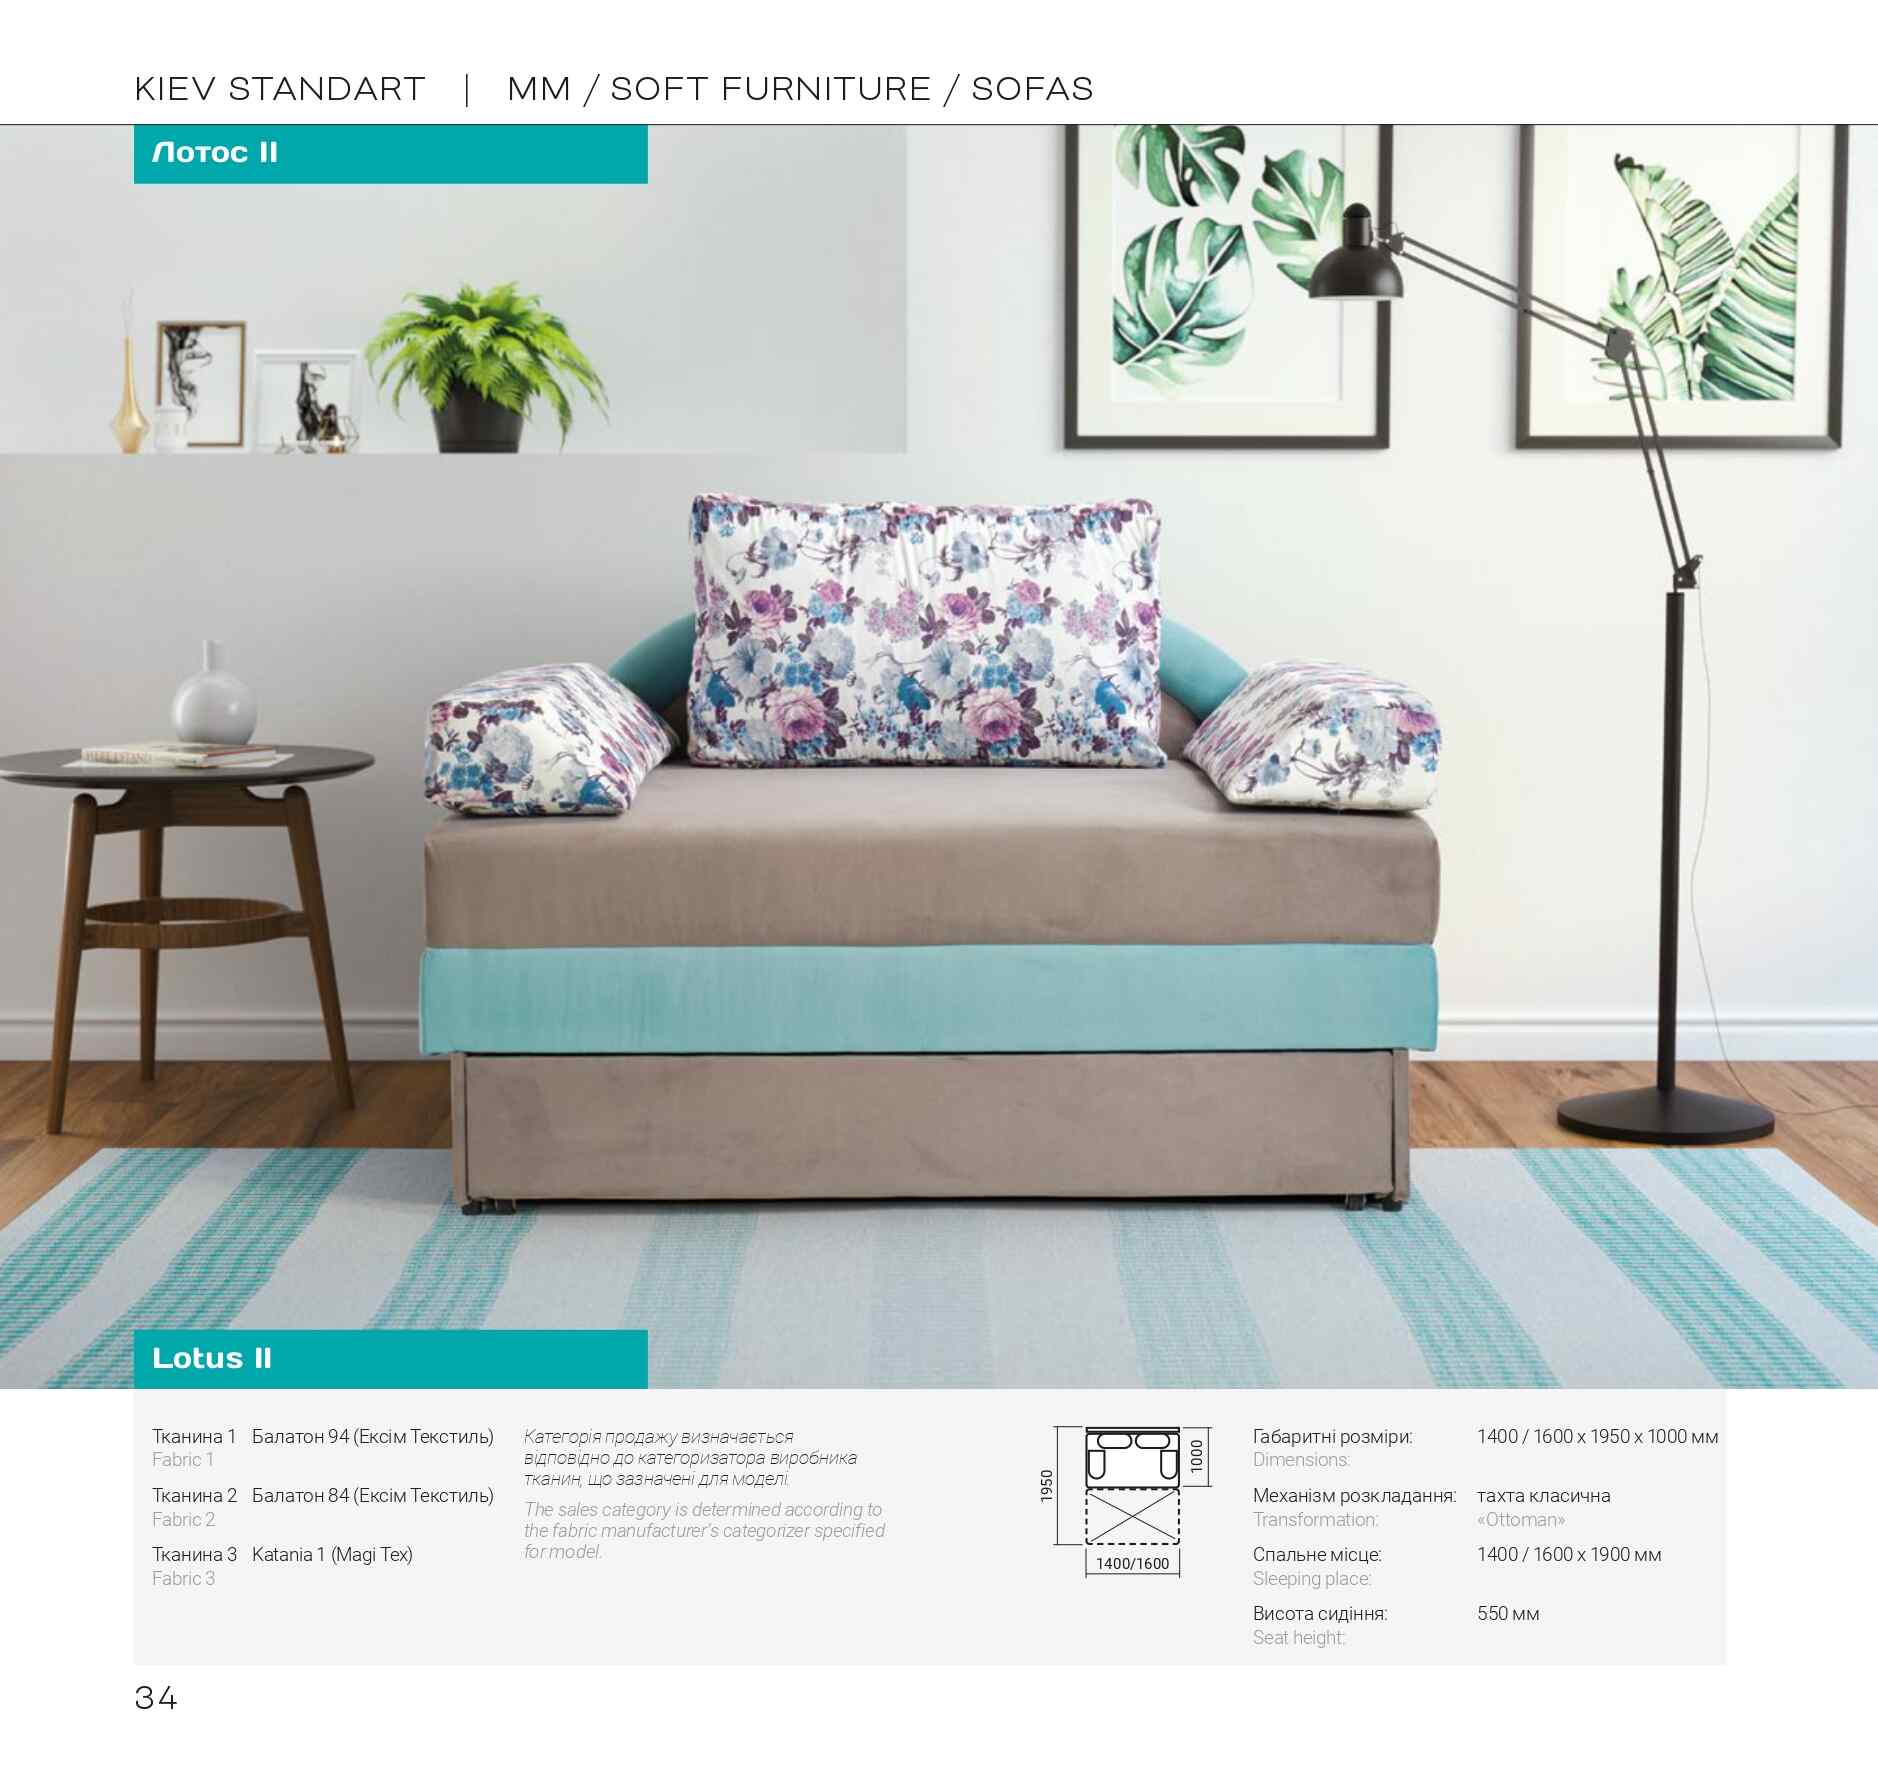 KIEV STANDART | MM / SOFT FURNITURE / SOFAS
Лотос II
HERE I STAND
Lotus II
Тканина 1 Балатон 94 (Ексім Текстиль)
Fabric 1
Тканина 2 Балатон 84 (Ексім Текстиль)
Fabric 2
Тканина 3 Katania 1 (Magi Tex)
Fabric 3
Категорія продажу визначається
відповідно до категоризатора виробника
тканин, що зазначені для моделі.
The sales category is determined according to
the fabric manufacturer's categorizer specified
for model.
1950
1000
1400/1600
Габаритні розміри: 1400 / 1600 x 1950 x 1000 мм
Dimensions:
Механізм розкладання: тахта класична
Transformation: «Ottoman»
Спальне місце: 1400 / 1600 x 1900 мм
Sleeping place:
Висота сидіння: 550 мм
Seat height:
34